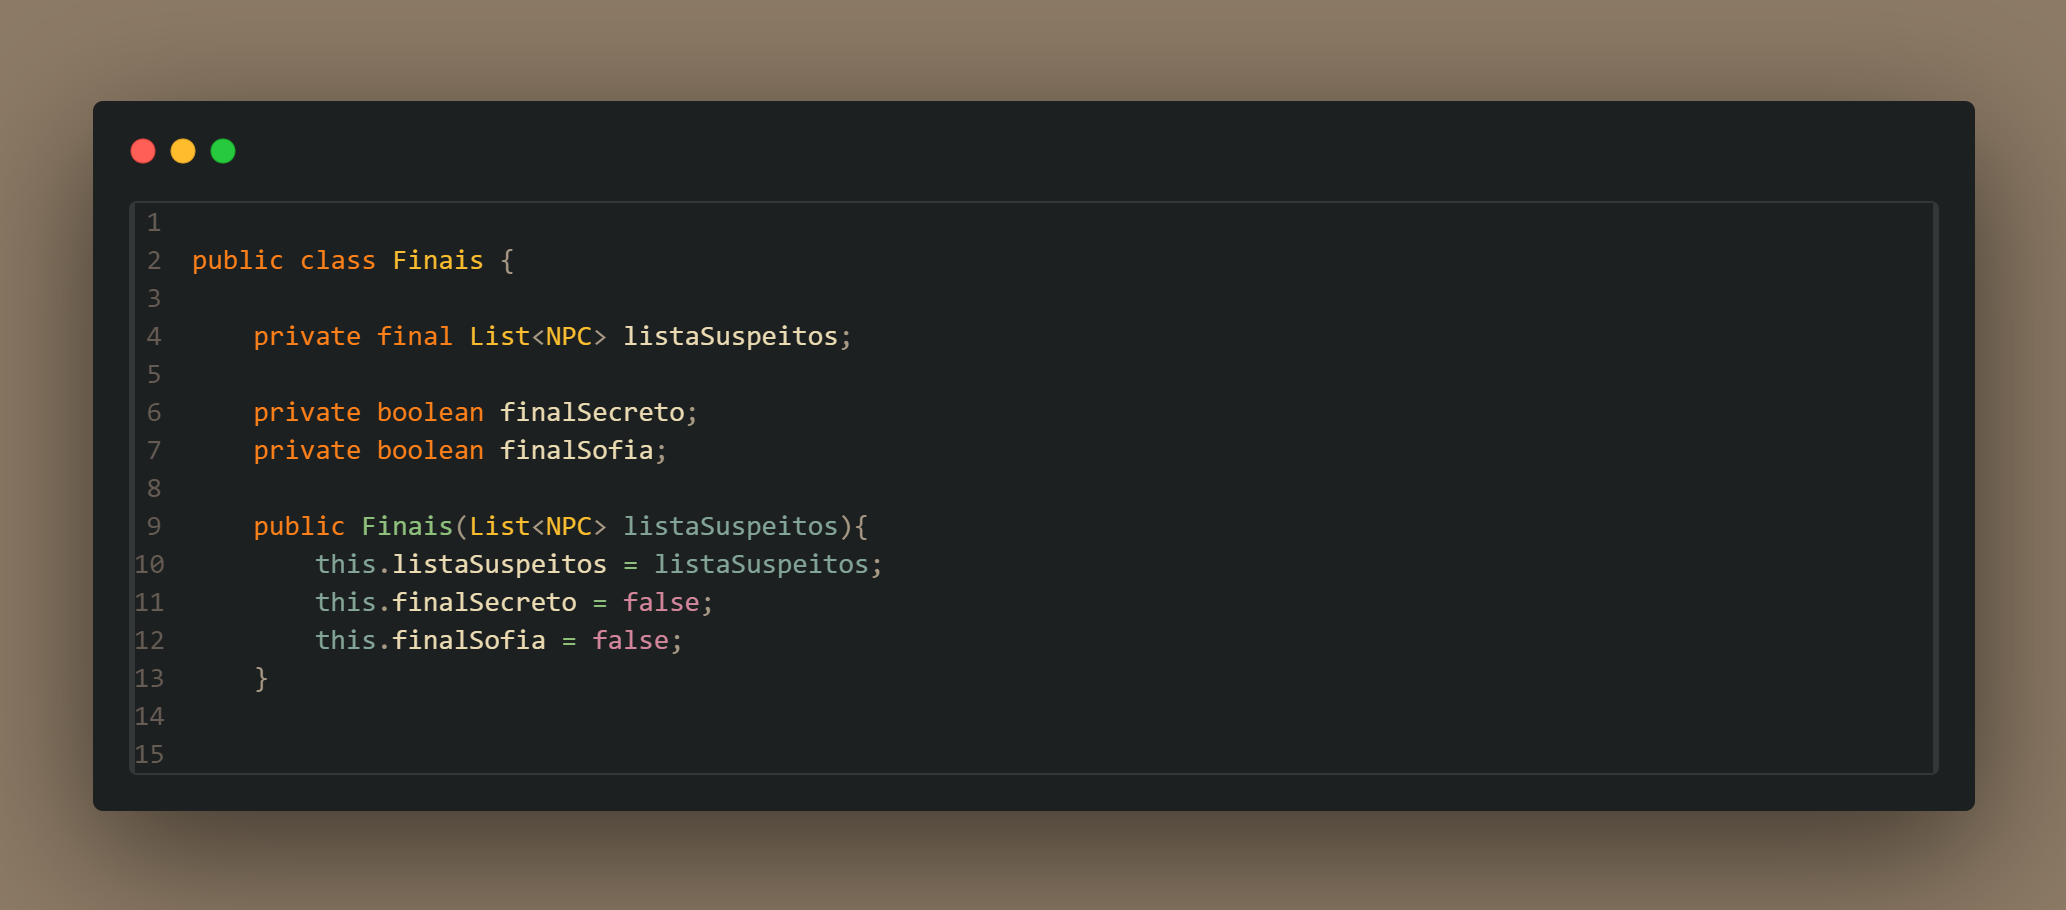 1
2 public class Finais {
3
4     private final List<NPC> listaSuspeitos;
5
6     private boolean finalSecreto;
7     private boolean finalSofia;
8
9     public Finais(List<NPC> listaSuspeitos){
10         this.listaSuspeitos = listaSuspeitos;
11         this.finalSecreto = false;
12         this.finalSofia = false;
13     }
14
15